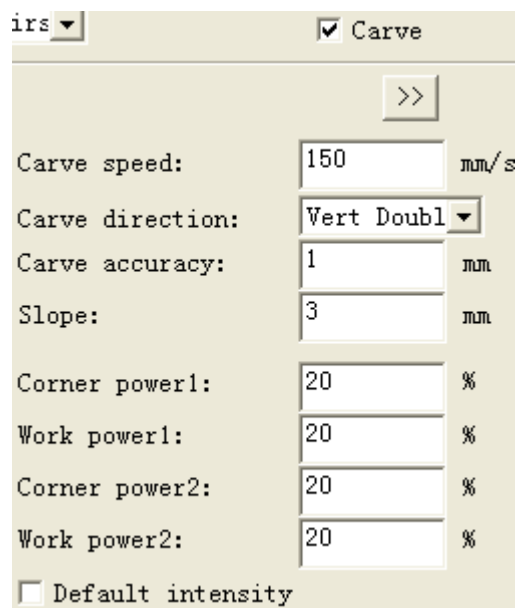 irs Carve
>>
Carve speed: 150 mm/s
Carve direction: Vert Doubl
Carve accuracy: 1 mm
Slope: 3 mm
Corner power1: 20 %
Work power1: 20 %
Corner power2: 20 %
Work power2: 20 %
Default intensity